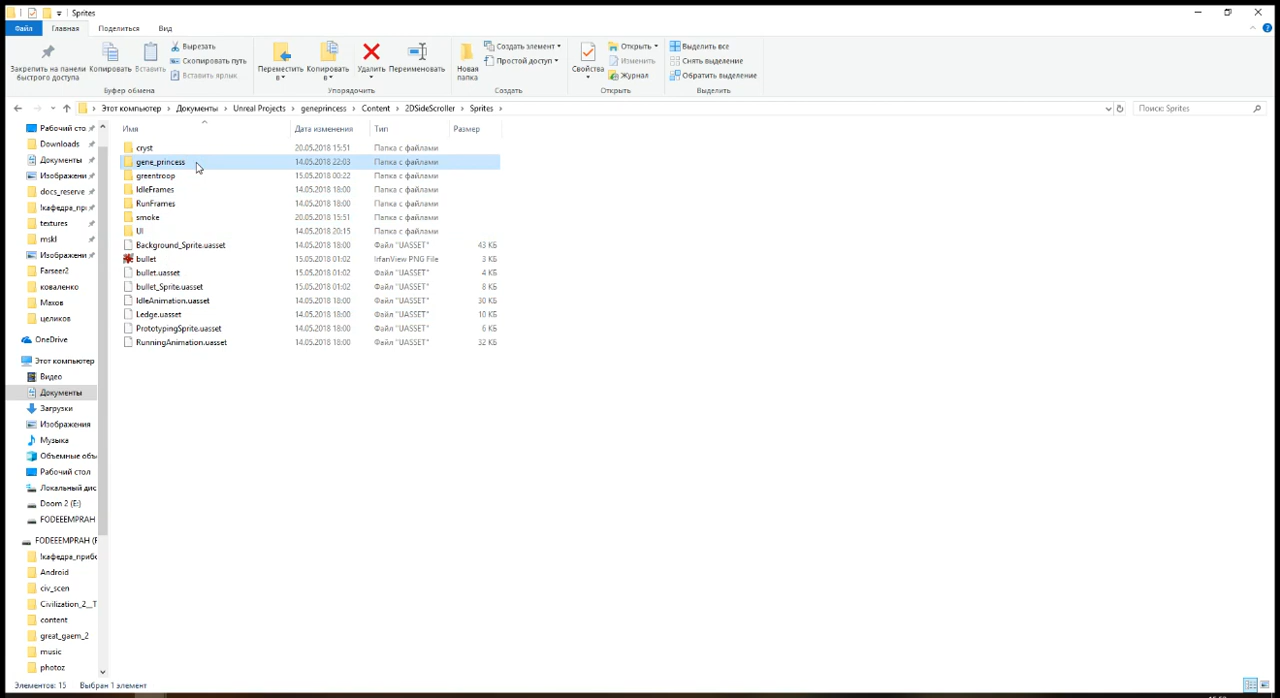 Sprites
Файл Главная Поделиться Вид
Закрепить на панели быстрого доступа
Копировать
Вставить
Вырезать
Скопировать путь
Вставить ярлык
Буфер обмена
Переместить в
Копировать в
Удалить
Переименовать
Упорядочить
Новая папка
Создать элемент
Простой доступ
Создать
Свойства
Открыть
Изменить
Журнал
Открыть
Выделить все
Снять выделение
Обратить выделение
Выделить
Этот компьютер > Документы > Unreal Projects > geneprincess > Content > 2DSideScroller > Sprites >
Поиск: Sprites
Рабочий сто
Downloads
Документы
Изображени
docs_reserve
!кафедра_пр
textures
mskl
Изображени
Farseer2
коваленко
Махов
целиков
OneDrive
Этот компьютер
Видео
Документы
Загрузки
Изображения
Музыка
Объемные объ
Рабочий стол
Локальный дис
Doom 2 (E:)
FODEEEMPRAH
FODEEEMPRAH (F
!кафедра_прибо
Android
civ_scen
Civilization_2__T
content
great_gaem_2
music
photoz
Имя Дата изменения Тип Размер
cryst 20.05.2018 15:51 Папка с файлами
gene_princess 14.05.2018 22:03 Папка с файлами
greentroop 15.05.2018 00:22 Папка с файлами
IdleFrames 14.05.2018 18:00 Папка с файлами
RunFrames 14.05.2018 18:00 Папка с файлами
smoke 20.05.2018 15:51 Папка с файлами
UI 14.05.2018 20:15 Папка с файлами
Background_Sprite.uasset 14.05.2018 18:00 Файл "UASSET" 43 КБ
bullet 15.05.2018 01:02 IrfanView PNG File 3 КБ
bullet.uasset 15.05.2018 01:02 Файл "UASSET" 4 КБ
bullet_Sprite.uasset 15.05.2018 01:02 Файл "UASSET" 8 КБ
IdleAnimation.uasset 14.05.2018 18:00 Файл "UASSET" 30 КБ
Ledge.uasset 14.05.2018 18:00 Файл "UASSET" 10 КБ
PrototypingSprite.uasset 14.05.2018 18:00 Файл "UASSET" 6 КБ
RunningAnimation.uasset 14.05.2018 18:00 Файл "UASSET" 32 КБ
Элементов: 15 Выбран 1 элемент